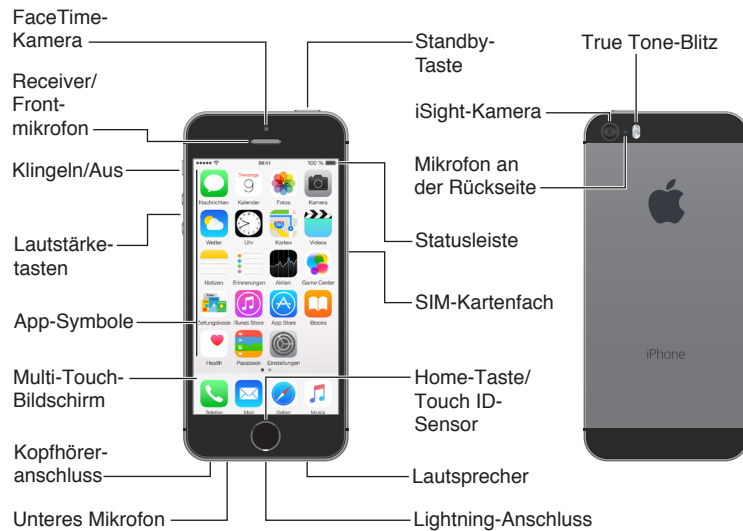 FaceTime-
Kamera
Receiver/
Front-
mikrofon
Klingeln/Aus
Lautstärke-
tasten
App-Symbole
Multi-Touch-
Bildschirm
Kopfhörer-
anschluss
Unteres Mikrofon
09:41
100 %
Dienstag
9
Nachrichten
Kalender
Fotos
Kamera
Wetter
Uhr
Karten
Videos
Notizen
Erinnerungen
Aktien
Game Center
Zeitungskiosk
iTunes Store
App Store
iBooks
Health
Passbook
Einstellungen
Telefon
Mail
Safari
Musik
Standby-
Taste
iSight-Kamera
Mikrofon an
der Rückseite
Statusleiste
SIM-Kartenfach
Home-Taste/
Touch ID-
Sensor
Lautsprecher
Lightning-Anschluss
True Tone-Blitz
iPhone